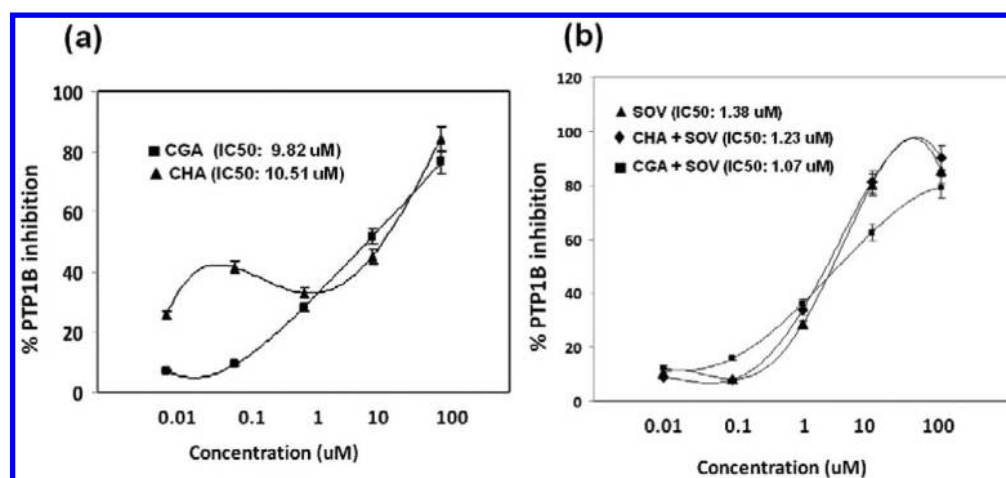 (a)
100
80
60
40
20
0
% PTP1B inhibition
CGA (IC50: 9.82 uM)
CHA (IC50: 10.51 uM)
0.01 0.1 1 10 100
Concentration (uM)
(b)
120
100
80
60
40
20
0
% PTP1B inhibition
SOV (IC50: 1.38 uM)
CHA + SOV (IC50: 1.23 uM)
CGA + SOV (IC50: 1.07 uM)
0.01 0.1 1 10 100
Concentration (uM)